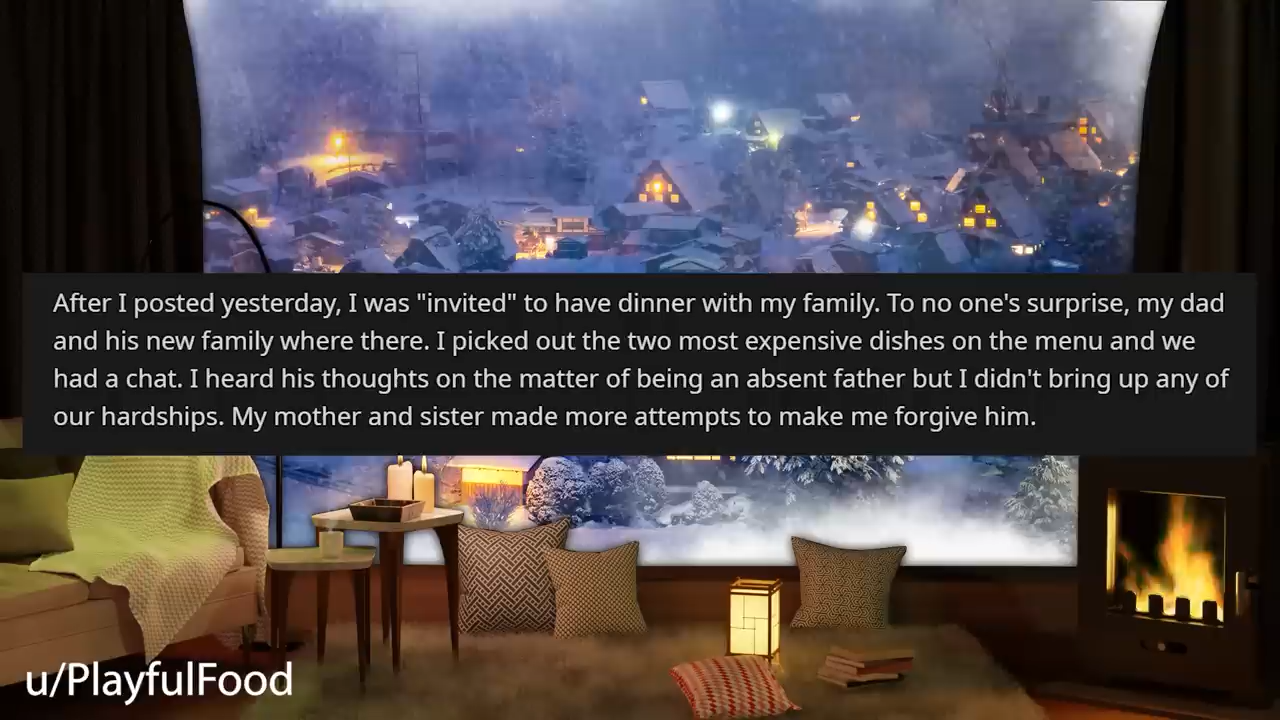 After I posted yesterday, I was "invited" to have dinner with my family. To no one's surprise, my dad
and his new family where there. I picked out the two most expensive dishes on the menu and we
had a chat. I heard his thoughts on the matter of being an absent father but I didn't bring up any of
our hardships. My mother and sister made more attempts to make me forgive him.
u/PlayfulFood